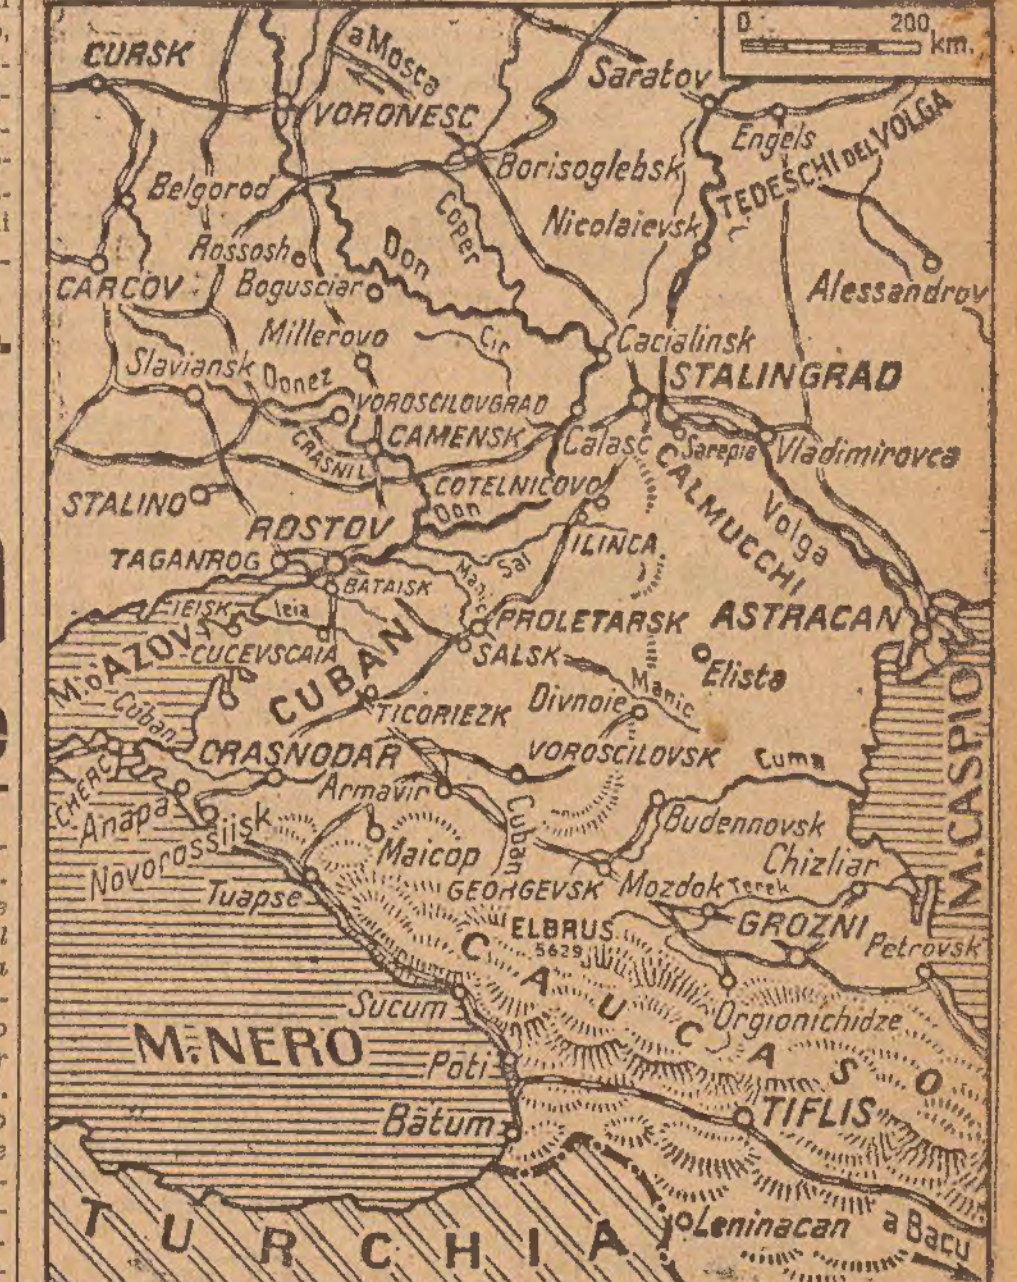 0 200 km.
CURSK
a Mosca
Saratov
VORONESC
Engels
TEDESCHI DEL VOLGA
Borisoglebsk
Belgorod
Coper
Nicolaievsk
Rossosh
Don
CARCOV
Bogusciar
Alessandrov
Millerovo
Cir
Cacialinsk
Slaviansk
Donez
STALINGRAD
VOROSCILOVGRAD
CAMENSK
Calasc
Sarepia
Vladimirovca
CRASNII
CALMUCCHI
STALINO
COTELNICOVO
Volga
ROSTOV
Don
TAGANROG
Sal
ILINCA
BATAISK
Manic
IEISK
Ieia
PROLETARSK
ASTRACAN
M. D'AZOV
CUCEVSCAIA
SALSK
Elista
CUBAN
Divnoie
Manic
M. CASPIO
Cuban
TICORIEZK
CRASNODAR
VOROSCILOVSK
Cuma
CHERC
Armavir
Anapa
Cuban
Budennovsk
Novorossiisk
Maicop
Chizliar
Tuapse
GEORGEVSK
Mozdok
Terek
ELBRUS
5629
GROZNI
Petrovsk
CAUCASO
Sucum
Orgionichidze
M. NERO
Poti
TIFLIS
Bātum
TURCHIA
Leninacan
a Bacu